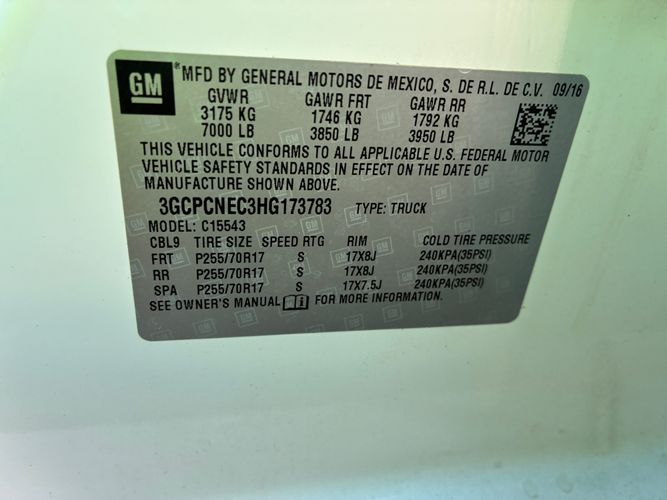 GM ® MFD BY GENERAL MOTORS DE MEXICO, S. DE R.L. DE C.V. 09/16
GVWR GAWR FRT GAWR RR
3175 KG 1746 KG 1792 KG
7000 LB 3850 LB 3950 LB
THIS VEHICLE CONFORMS TO ALL APPLICABLE U.S. FEDERAL MOTOR
VEHICLE SAFETY STANDARDS IN EFFECT ON THE DATE OF
MANUFACTURE SHOWN ABOVE.
3GCPCNEC3HG173783 TYPE: TRUCK
MODEL: C15543
CBL9 TIRE SIZE SPEED RTG RIM COLD TIRE PRESSURE
FRT P255/70R17 S 17X8J 240KPA(35PSI)
RR P255/70R17 S 17X8J 240KPA(35PSI)
SPA P255/70R17 S 17X7.5J 240KPA(35PSI)
SEE OWNER'S MANUAL FOR MORE INFORMATION.